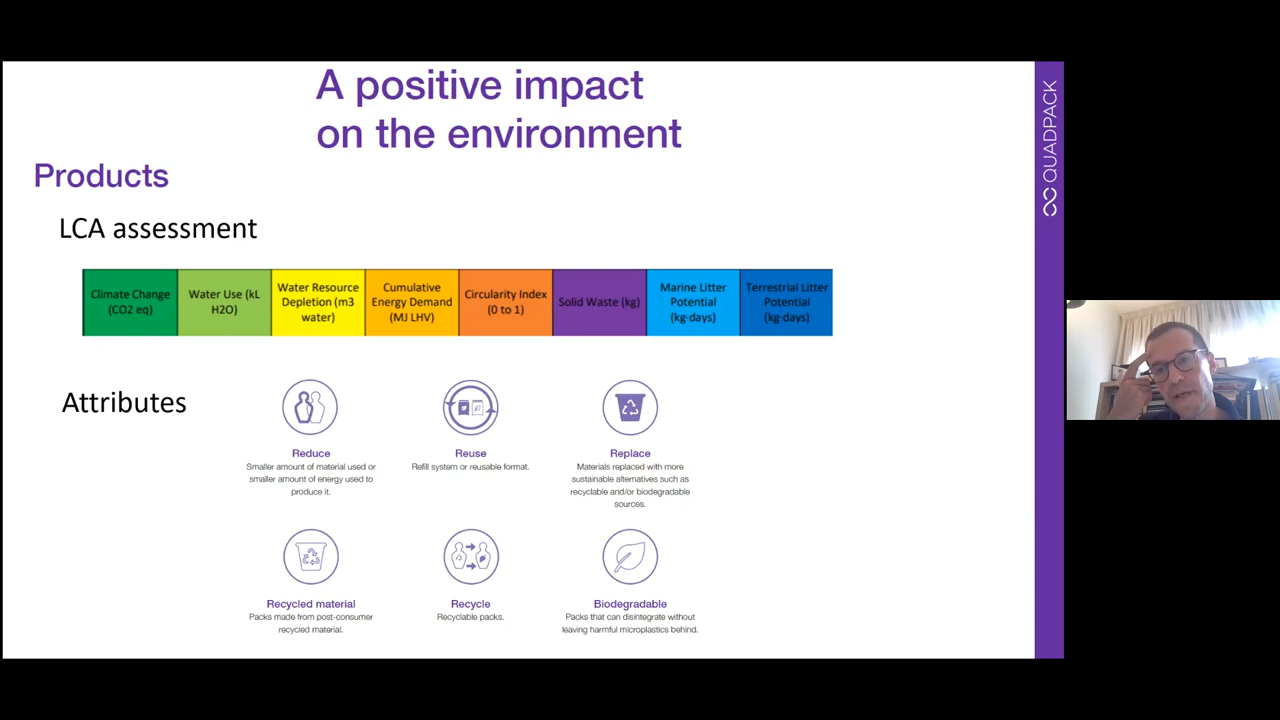 A positive impact
on the environment
Products
LCA assessment
Climate Change
(CO2 eq)
Water Use (kL
H2O)
Water Resource
Depletion (m3
water)
Cumulative
Energy Demand
(MJ LHV)
Circularity Index
(0 to 1)
Solid Waste (kg)
Marine Litter
Potential
(kg·days)
Terrestrial Litter
Potential
(kg·days)
Attributes
Reduce
Smaller amount of material used or
smaller amount of energy used to
produce it.
Reuse
Refill system or reusable format.
Replace
Materials replaced with more
sustainable alternatives such as
recyclable and/or biodegradable
sources.
Recycled material
Packs made from post-consumer
recycled material.
Recycle
Recyclable packs.
Biodegradable
Packs that can disintegrate without
leaving harmful microplastics behind.
QUADPACK